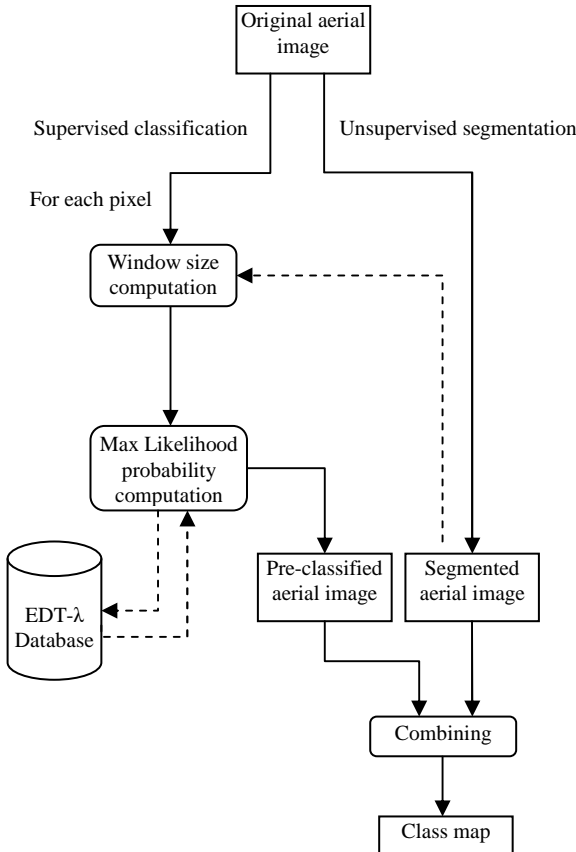 Original aerial
image
Supervised classification
Unsupervised segmentation
For each pixel
Window size
computation
Max Likelihood
probability
computation
EDT-λ
Database
Pre-classified
aerial image
Segmented
aerial image
Combining
Class map